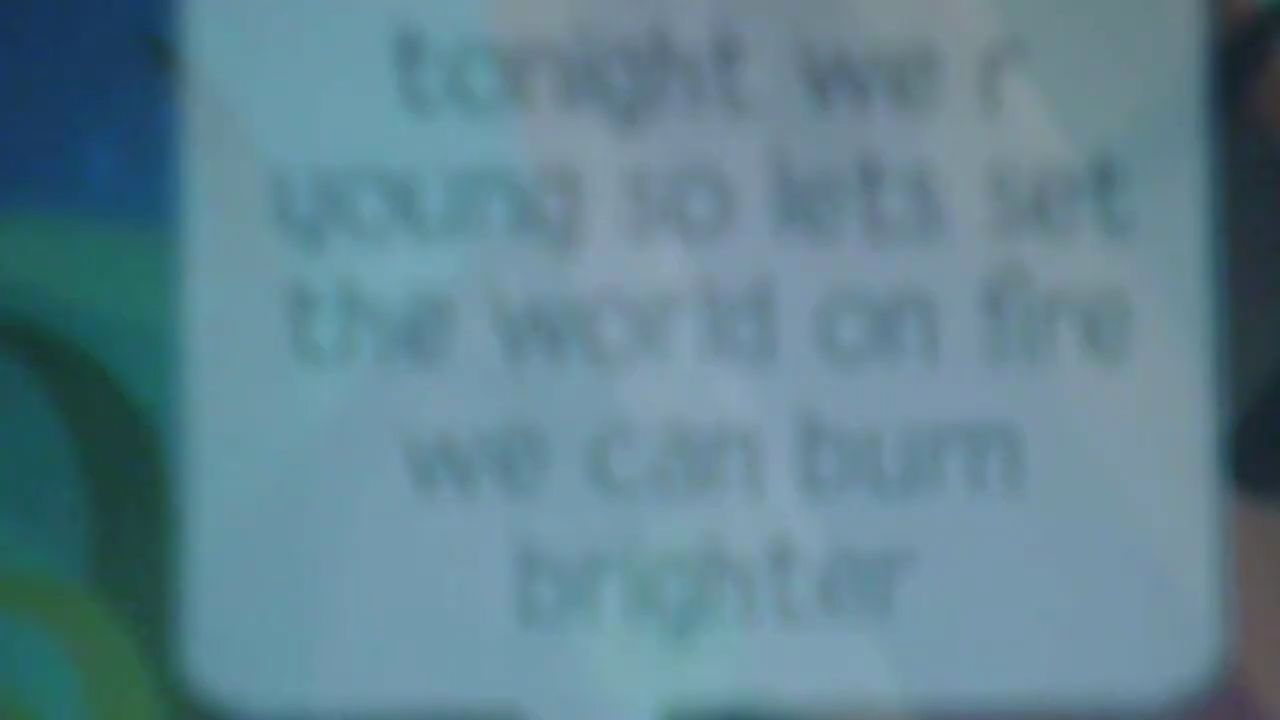 tonight we r
young so lets set
the world on fire
we can burn
brighter